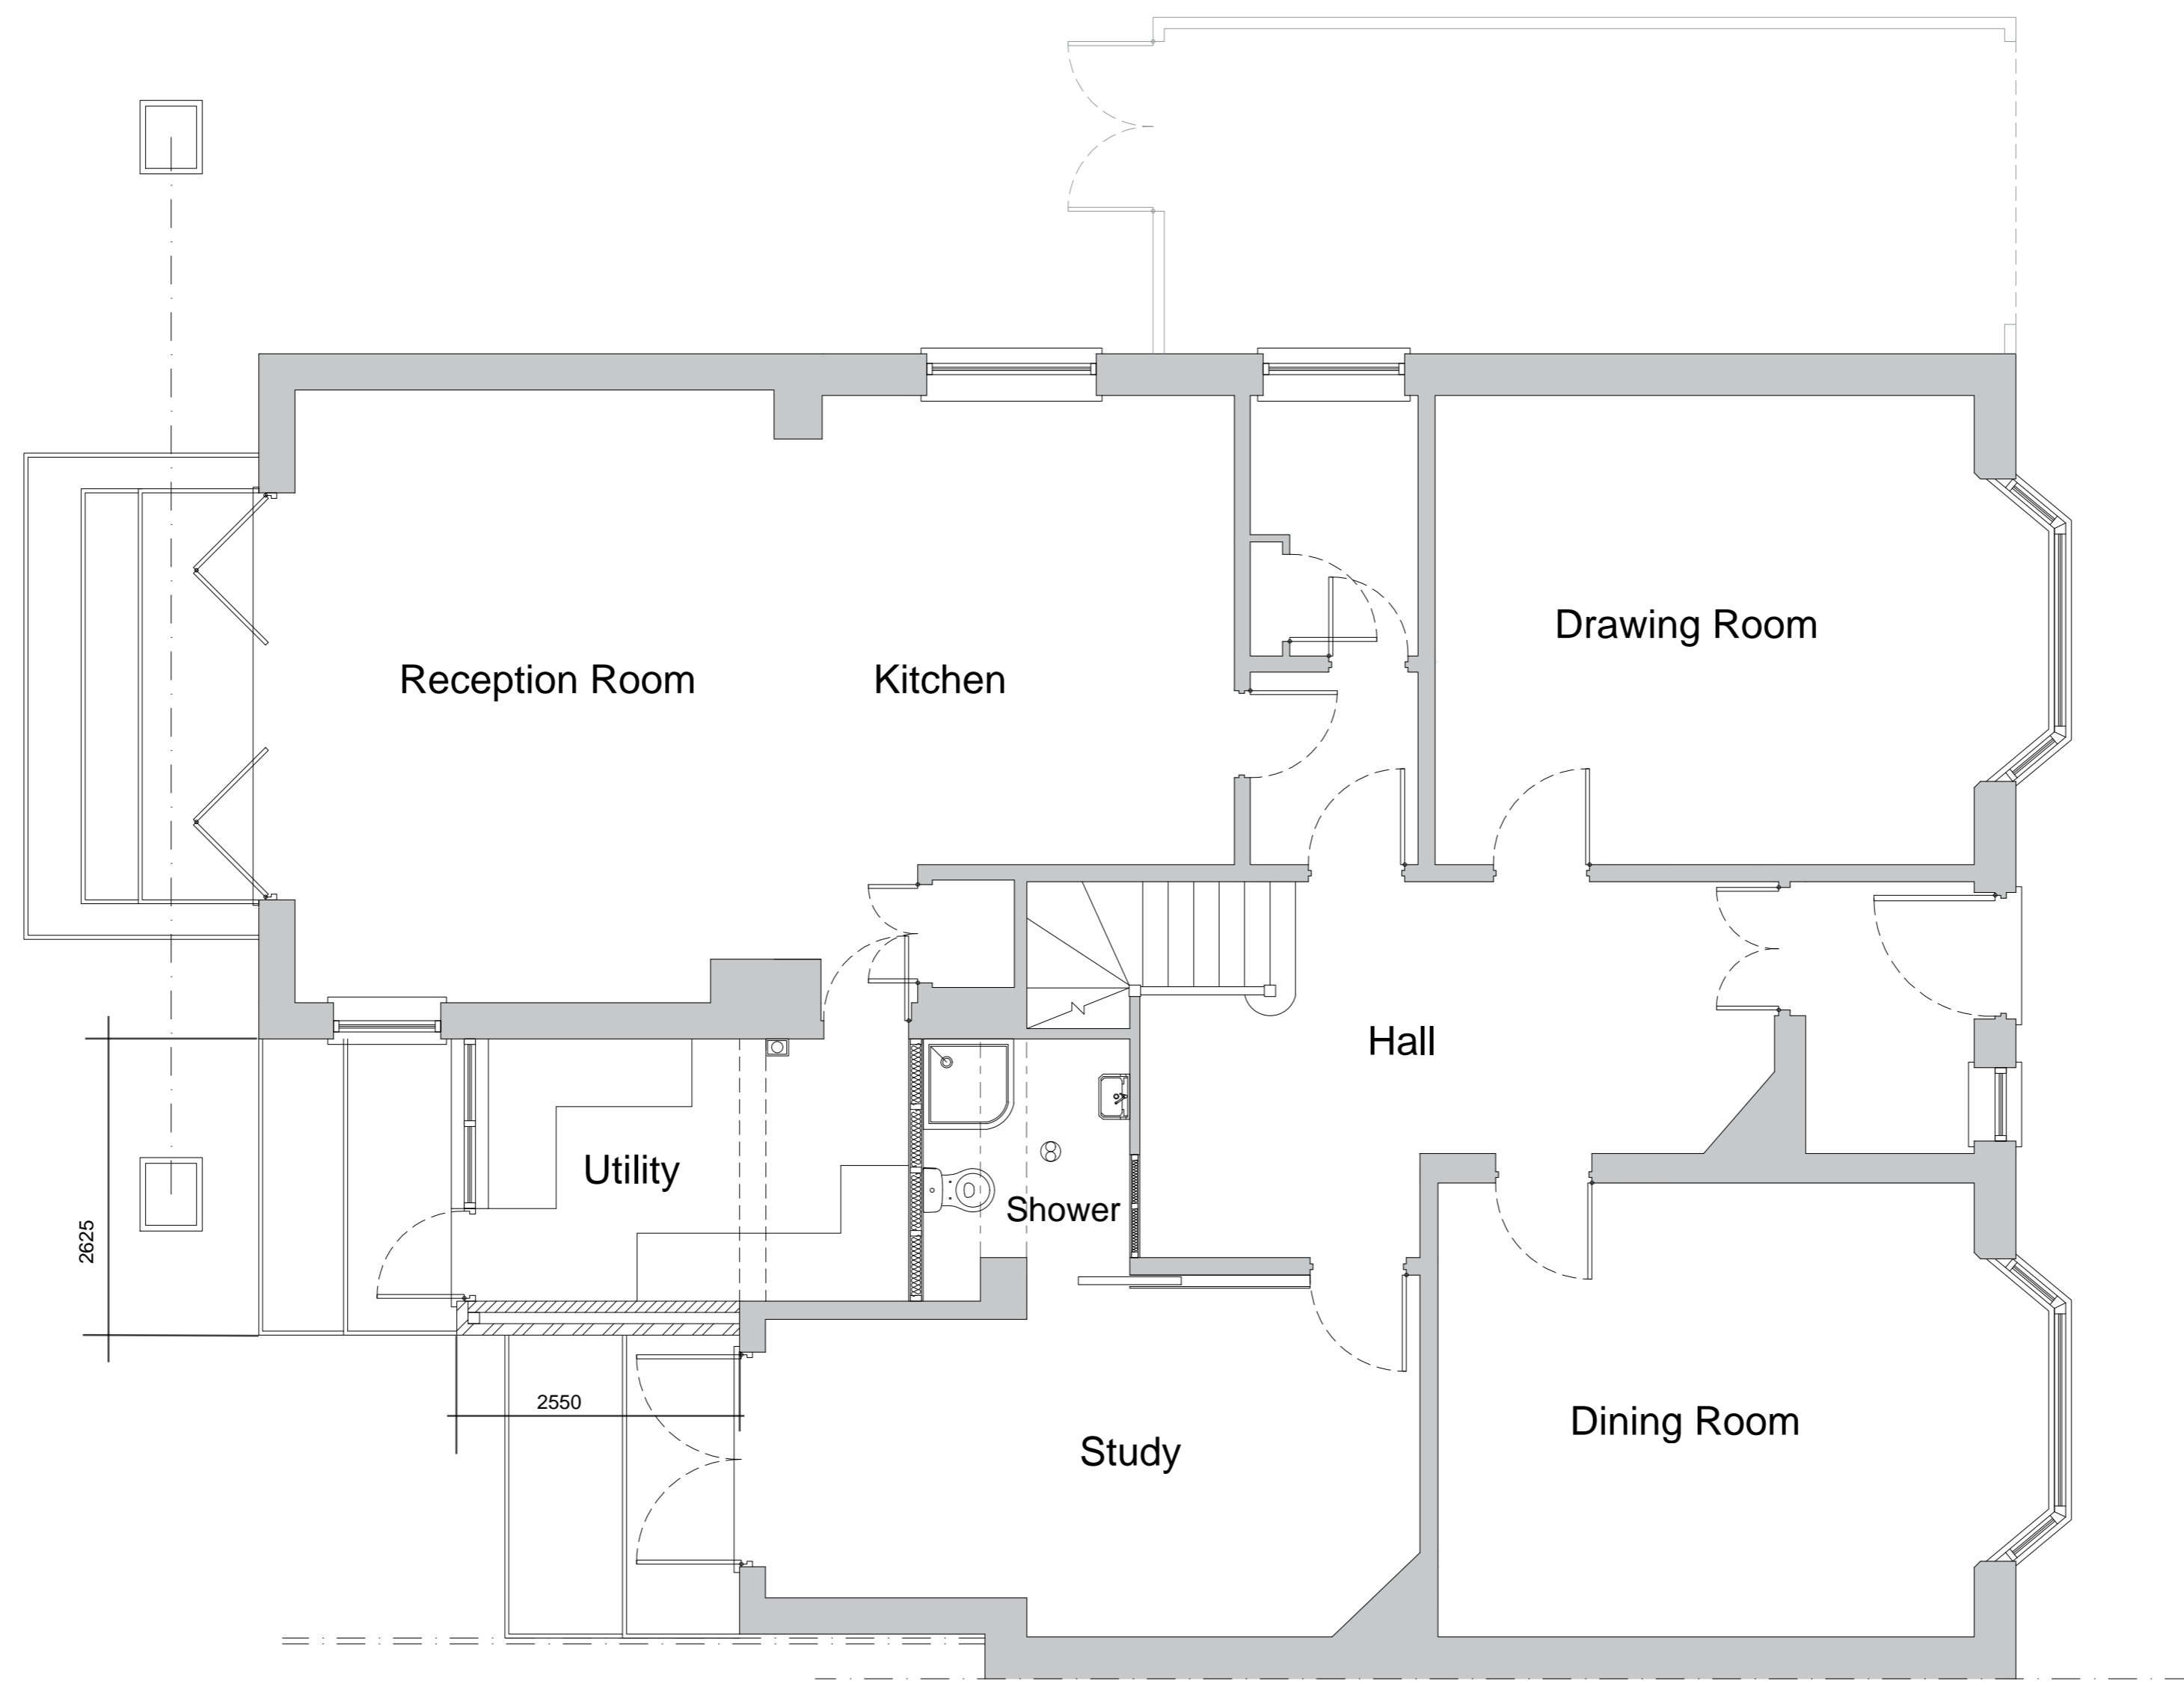 Drawing Room
Reception Room
Kitchen
Hall
Utility
Shower
2625
2550
Study
Dining Room